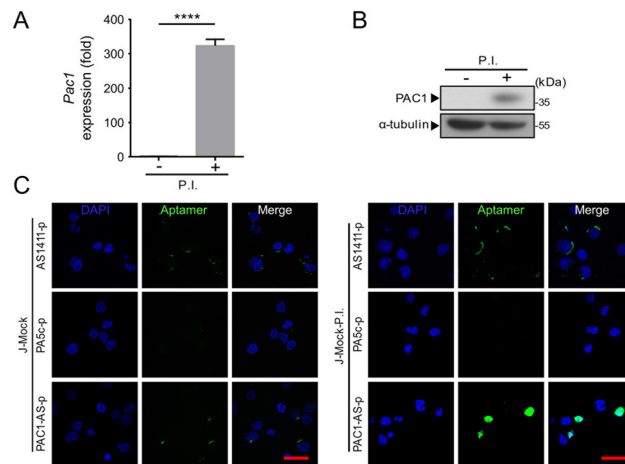 A
****
400
300
200
100
0
Pac1
expression (fold)
-
+
P.I.
B
P.I.
-
+
(kDa)
PAC1
-35
α-tubulin
-55
C
DAPI
Aptamer
Merge
J-Mock
AS1411-p
PA5c-p
PAC1-AS-p
DAPI
Aptamer
Merge
J-Mock-P.I.
AS1411-p
PA5c-p
PAC1-AS-p